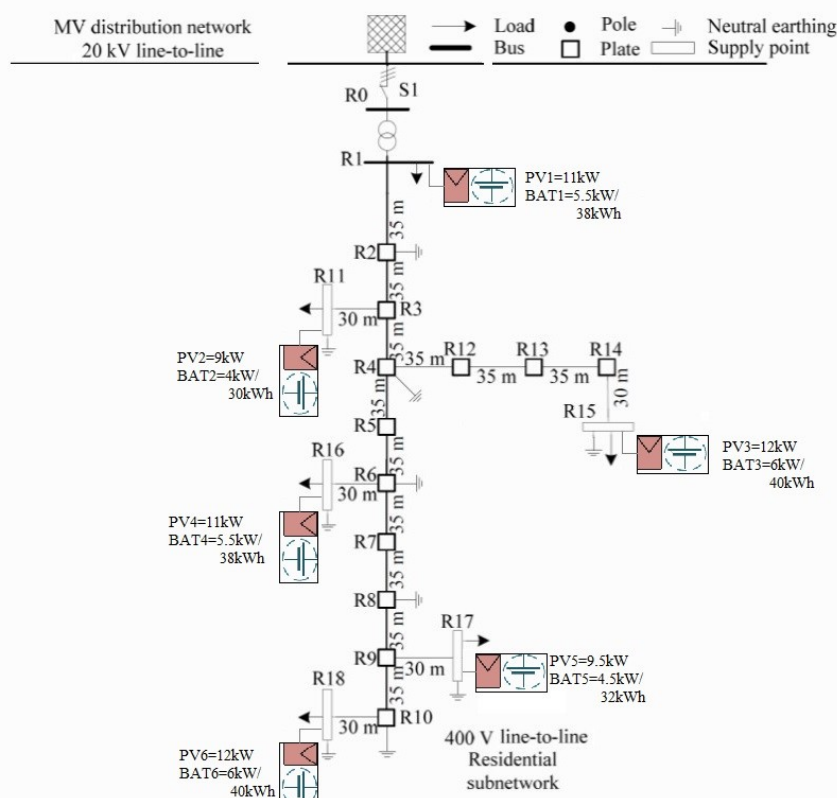 MV distribution network
20 kV line-to-line
Load
Pole
Neutral earthing
Bus
Plate
Supply point
R0
S1
R1
PV1=11kW
BAT1=5.5kW/
38kWh
35 m
R2
35 m
R11
R3
30 m
35 m
PV2=9kW
BAT2=4kW/
30kWh
R4
35 m
R12
35 m
R13
35 m
R14
30 m
R15
PV3=12kW
BAT3=6kW/
40kWh
35 m
R5
35 m
R16
R6
30 m
PV4=11kW
BAT4=5.5kW/
38kWh
35 m
R7
35 m
R8
35 m
R17
R9
30 m
PV5=9.5kW
BAT5=4.5kW/
32kWh
35 m
R18
R10
30 m
PV6=12kW
BAT6=6kW/
40kWh
400 V line-to-line
Residential
subnetwork